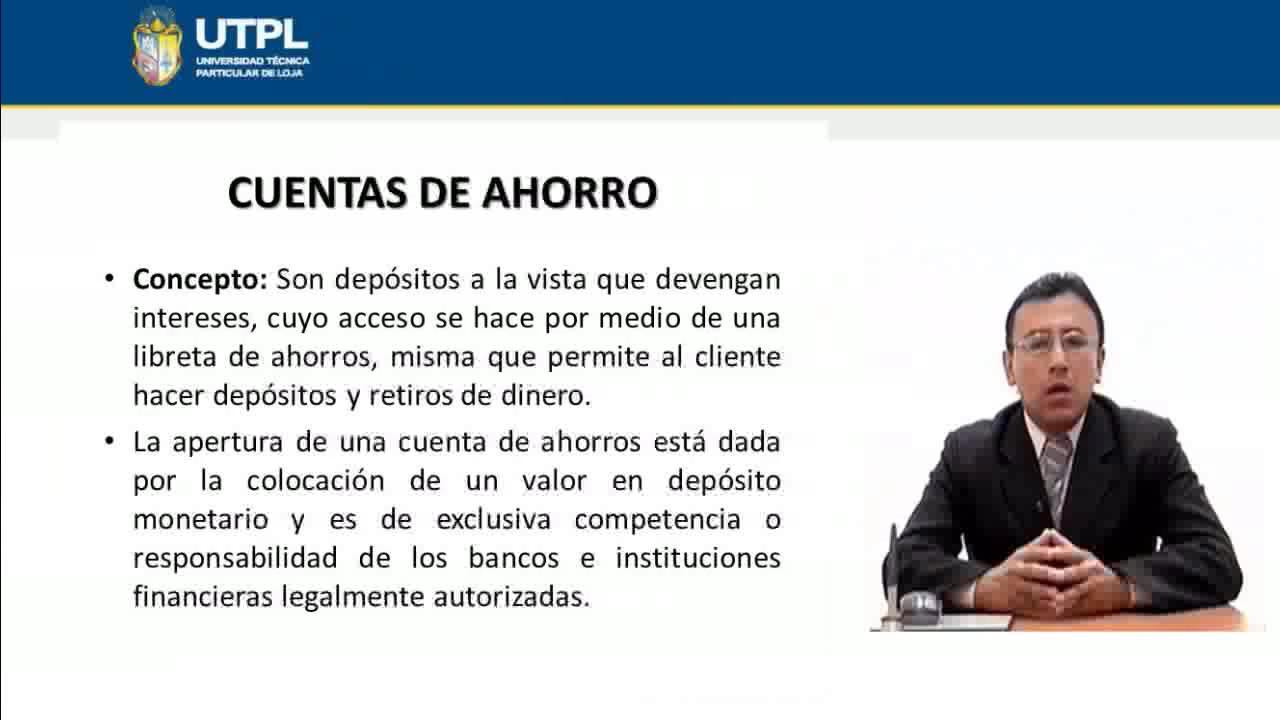 UTPL
UNIVERSIDAD TÉCNICA
PARTICULAR DE LOJA
CUENTAS DE AHORRO
• Concepto: Son depósitos a la vista que devengan
intereses, cuyo acceso se hace por medio de una
libreta de ahorros, misma que permite al cliente
hacer depósitos y retiros de dinero.
• La apertura de una cuenta de ahorros está dada
por la colocación de un valor en depósito
monetario y es de exclusiva competencia o
responsabilidad de los bancos e instituciones
financieras legalmente autorizadas.